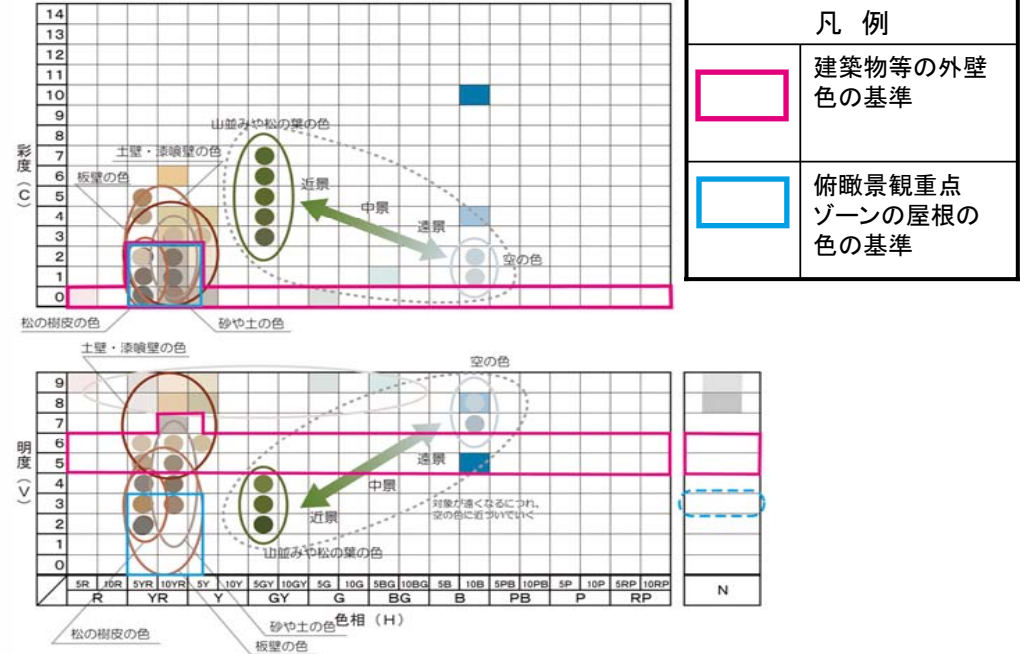 14
13
12
11
10
9
8
7
6
5
4
3
2
1
0
彩度(C)
山並みや松の葉の色
土壁・漆喰壁の色
板壁の色
近景
中景
遠景
空の色
松の樹皮の色
砂や土の色
凡 例
建築物等の外壁
色の基準
俯瞰景観重点
ゾーンの屋根の
色の基準
土壁・漆喰壁の色
空の色
9
8
7
6
5
4
3
2
1
0
明度(V)
遠景
中景
近景
対象が遠くなるにつれ、
空の色に近づいていく
山並みや松の葉の色
5R 10R 5YR 10YR 5Y 10Y 5GY 10GY 5G 10G 5BG 10BG 5B 10B 5PB 10PB 5P 10P 5RP 10RP
R YR Y GY G BG B PB P RP
N
色相(H)
松の樹皮の色
砂や土の色
板壁の色